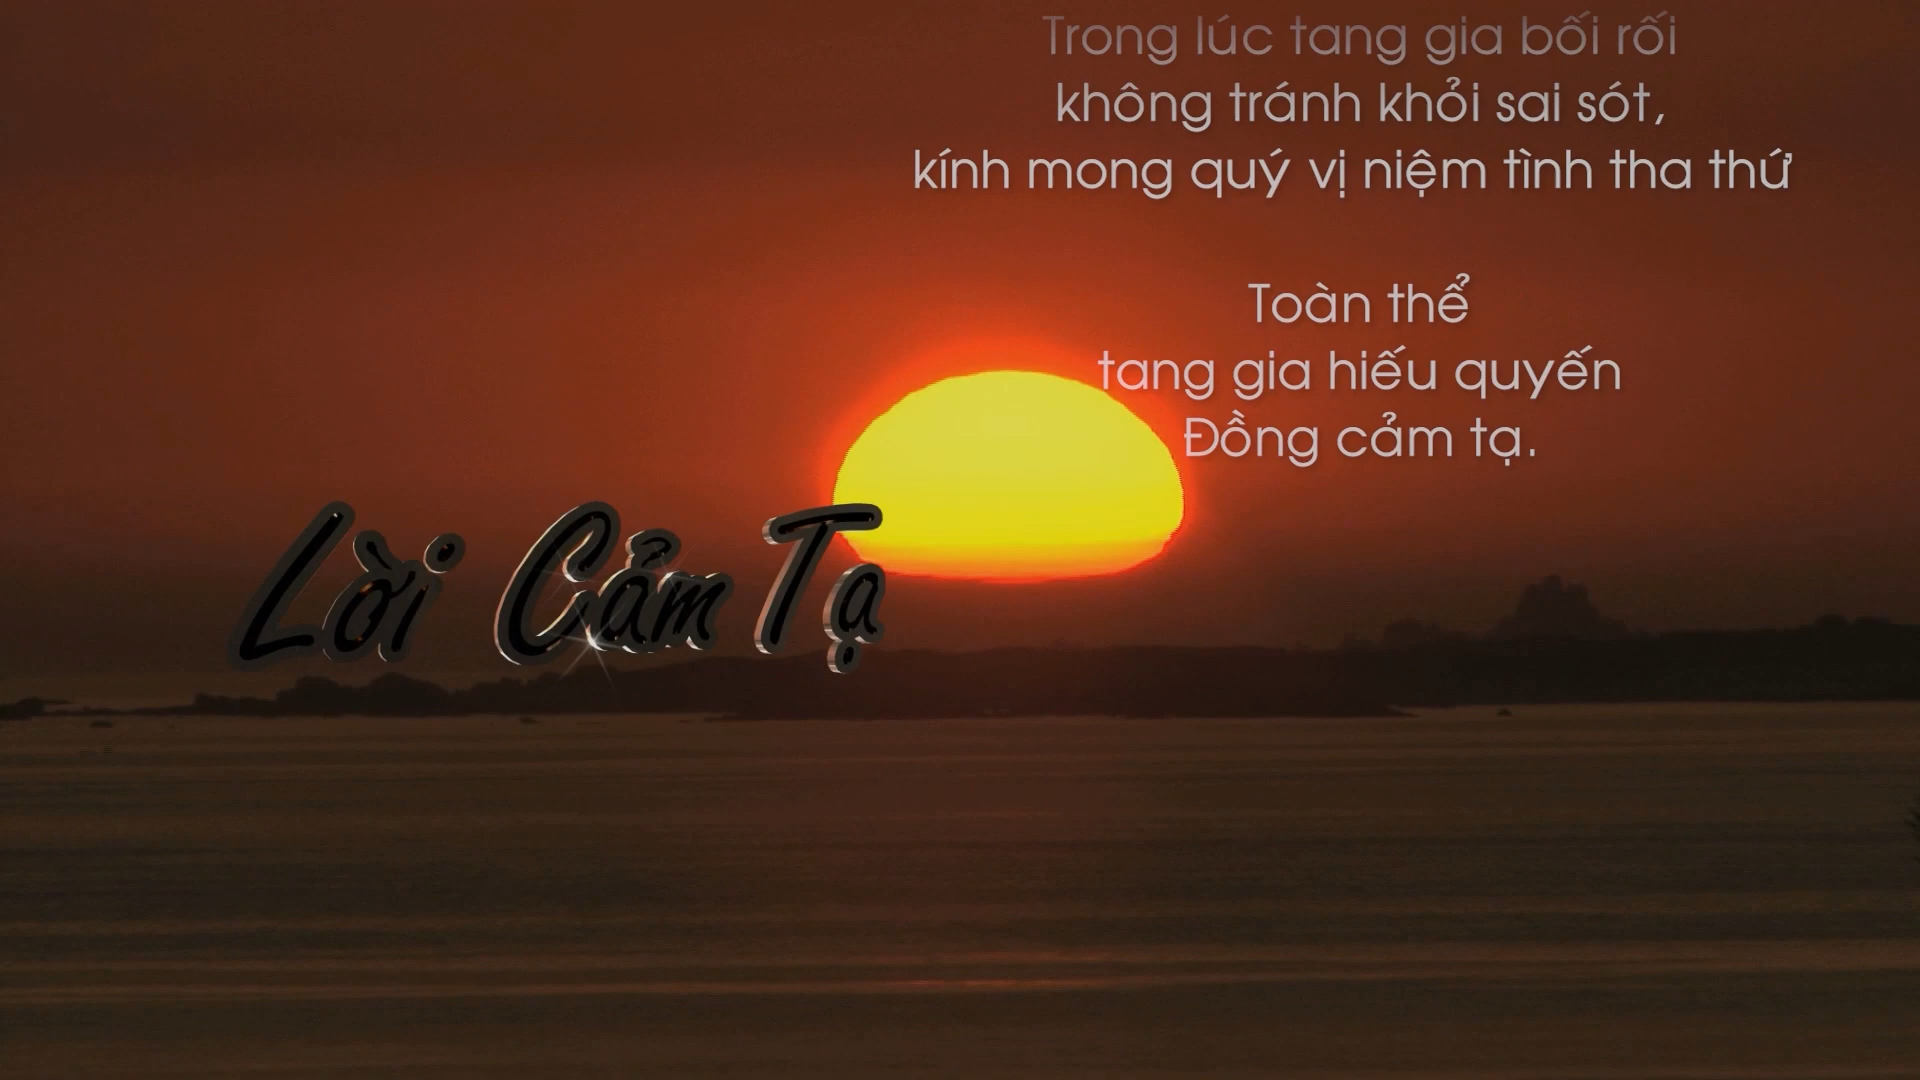 Trong lúc tang gia bối rối
không tránh khỏi sai sót,
kính mong quý vị niệm tình tha thứ
Toàn thể
tang gia hiếu quyến
Đồng cảm tạ.
Lời Cảm Tạ